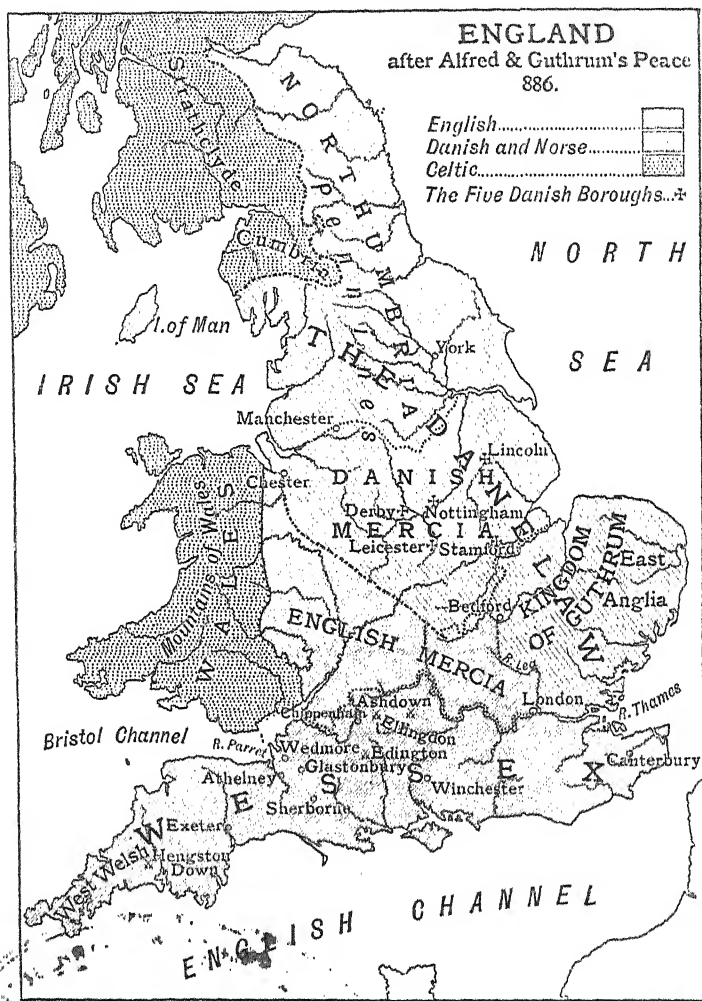 ENGLAND
after Alfred & Guthrum's Peace
886.
English
Danish and Norse
Celtic
The Five Danish Boroughs
NORTH
SEA
Strathclyde
NORTHUMBRIA
Pennines
Cumbria
I. of Man
IRISH SEA
THE DANELAW
York
Manchester
Lincoln
Chester
DANISH
MERCIA
Derby
Nottingham
Leicester
Stamford
KINGDOM
OF GUTHRUM
East
Anglia
Mountains of Wales
WALES
Bedford
ENGLISH MERCIA
R. Lea
London
R. Thames
Ashdown
Chippenham
Ellingdon
Bristol Channel
R. Parret
Wedmore
Edington
Glastonbury
Canterbury
Athelney
Winchester
WESSEX
Sherborne
Exeter
West Welsh
Hengston
Down
ENGLISH CHANNEL